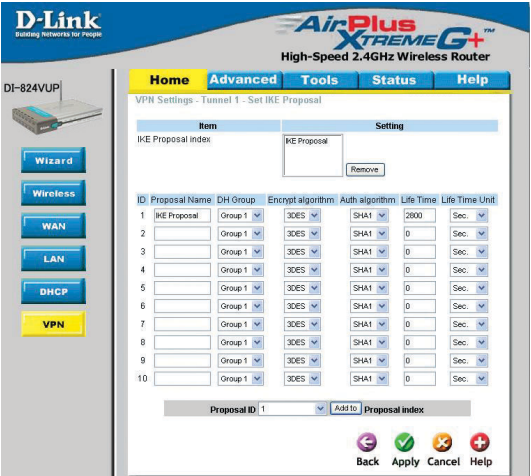 D-Link
Building Networks for People
AirPlus
XTREME G+™
High-Speed 2.4GHz Wireless Router
DI-824VUP
Home Advanced Tools Status Help
VPN Settings - Tunnel 1 - Set IKE Proposal
Item Setting
IKE Proposal index
IKE Proposal
Remove
ID Proposal Name DH Group Encrypt algorithm Auth algorithm Life Time Life Time Unit
1 IKE Proposal Group 1 3DES SHA1 2800 Sec.
2 Group 1 3DES SHA1 0 Sec.
3 Group 1 3DES SHA1 0 Sec.
4 Group 1 3DES SHA1 0 Sec.
5 Group 1 3DES SHA1 0 Sec.
6 Group 1 3DES SHA1 0 Sec.
7 Group 1 3DES SHA1 0 Sec.
8 Group 1 3DES SHA1 0 Sec.
9 Group 1 3DES SHA1 0 Sec.
10 Group 1 3DES SHA1 0 Sec.
Proposal ID 1 Add to Proposal index
Back Apply Cancel Help
Wizard
Wireless
WAN
LAN
DHCP
VPN